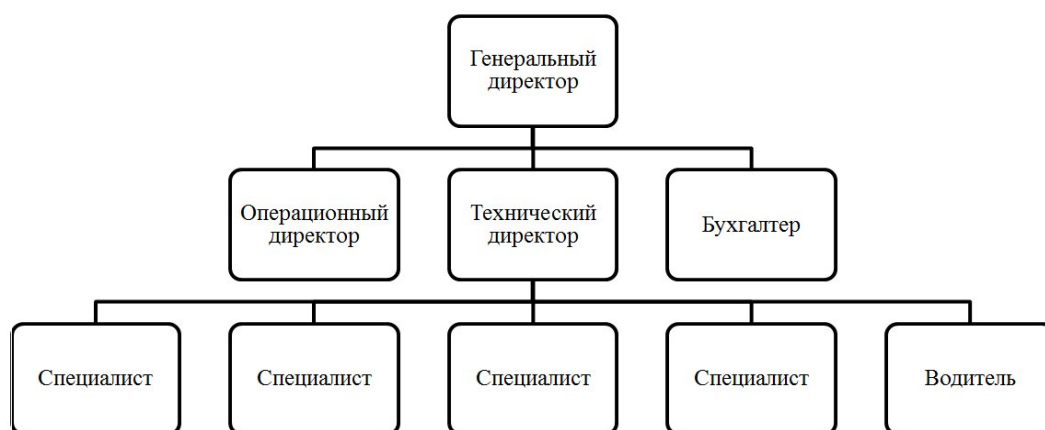 Генеральный
директор
Операционный
директор
Технический
директор
Бухгалтер
Специалист
Специалист
Специалист
Специалист
Водитель